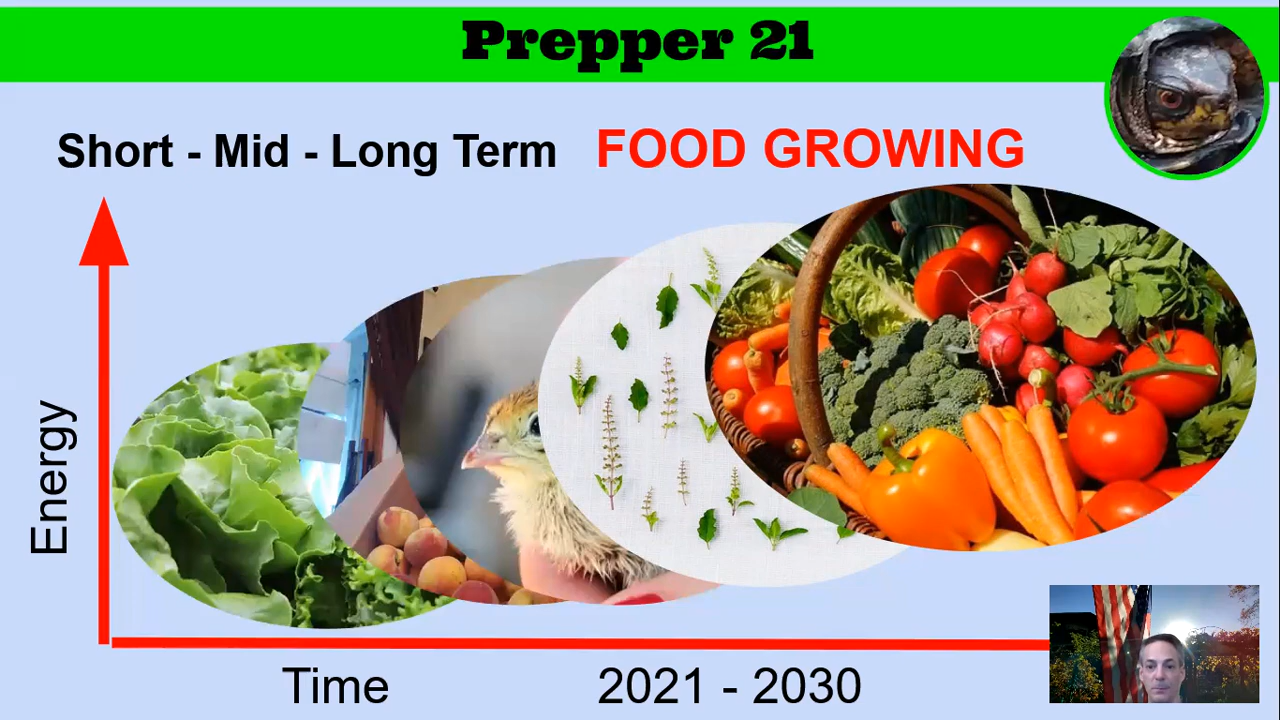 Prepper 21
Short - Mid - Long Term FOOD GROWING
Energy
Time 2021 - 2030